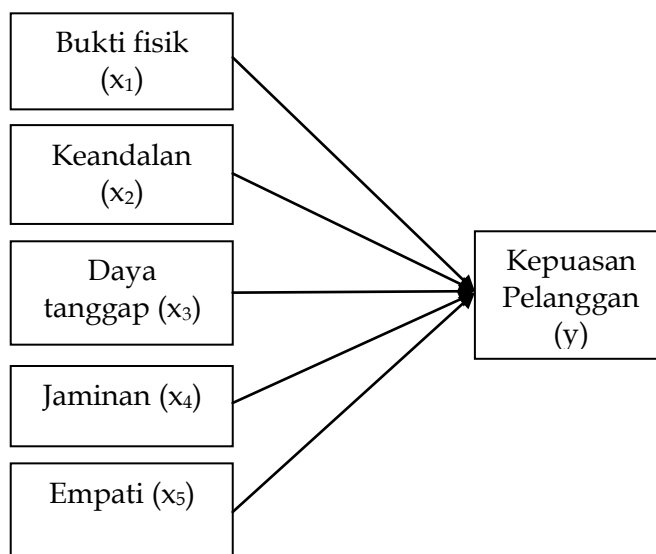 Bukti fisik
(x₁)
Keandalan
(x₂)
Daya
tanggap (x₃)
Jaminan (x₄)
Empati (x₅)
Kepuasan
Pelanggan
(y)